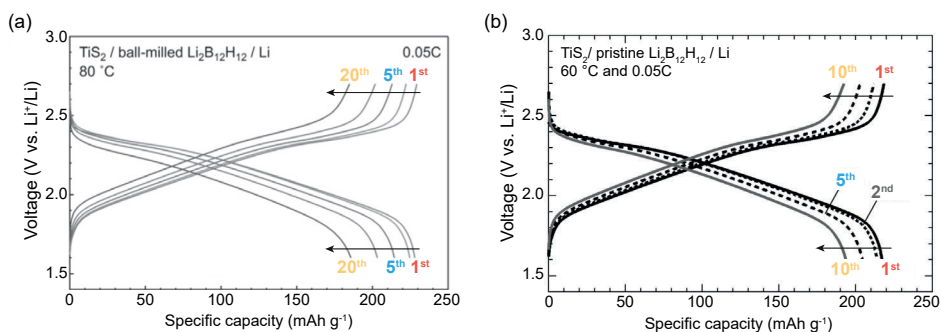 (a)
TiS₂ / ball-milled Li₂B₁₂H₁₂ / Li
80 °C
0.05C
20ᵗʰ
5ᵗʰ
1ˢᵗ
20ᵗʰ
5ᵗʰ
1ˢᵗ
3.0
2.5
2.0
1.5
Voltage (V vs. Li⁺/Li)
0
50
100
150
200
250
Specific capacity (mAh g⁻¹)
(b)
TiS₂/ pristine Li₂B₁₂H₁₂ / Li
60 °C and 0.05C
10ᵗʰ
1ˢᵗ
5ᵗʰ
2ⁿᵈ
10ᵗʰ
1ˢᵗ
3.0
2.5
2.0
1.5
Voltage (V vs. Li⁺/Li)
0
50
100
150
200
250
Specific capacity (mAh g⁻¹)